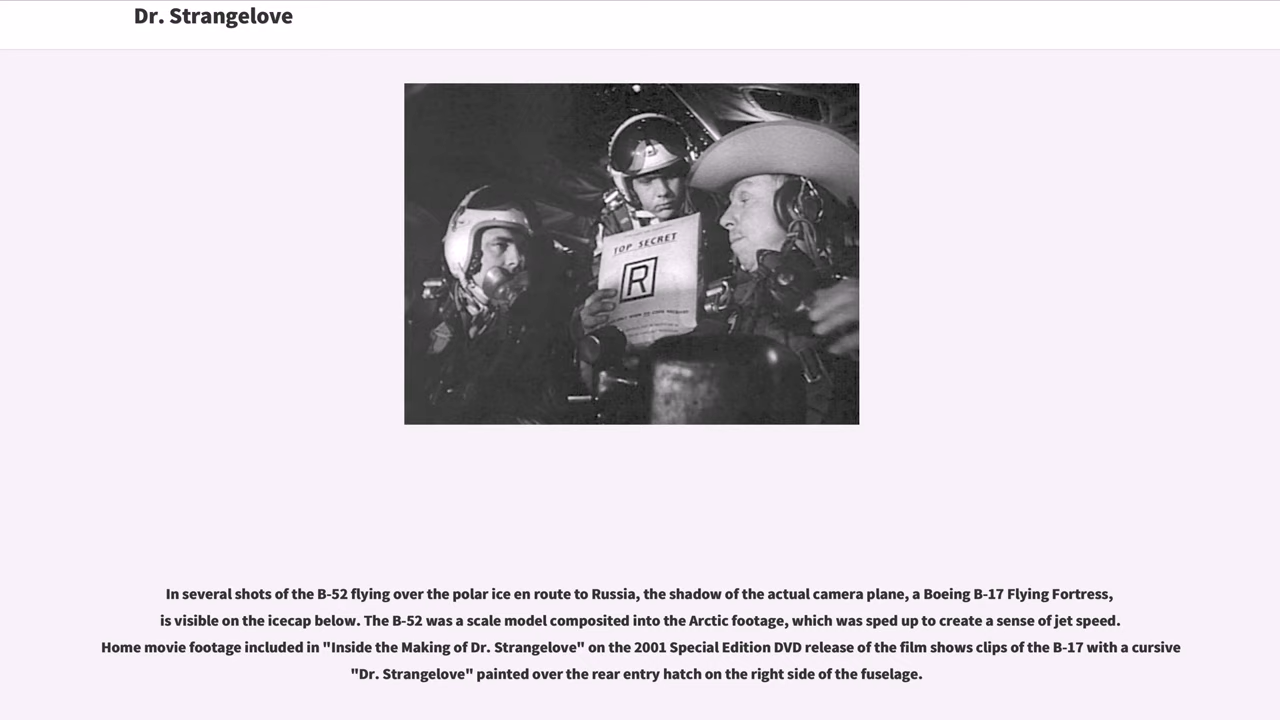 Dr. Strangelove
TOP SECRET
R
In several shots of the B-52 flying over the polar ice en route to Russia, the shadow of the actual camera plane, a Boeing B-17 Flying Fortress,
is visible on the icecap below. The B-52 was a scale model composited into the Arctic footage, which was sped up to create a sense of jet speed.
Home movie footage included in "Inside the Making of Dr. Strangelove" on the 2001 Special Edition DVD release of the film shows clips of the B-17 with a cursive
"Dr. Strangelove" painted over the rear entry hatch on the right side of the fuselage.